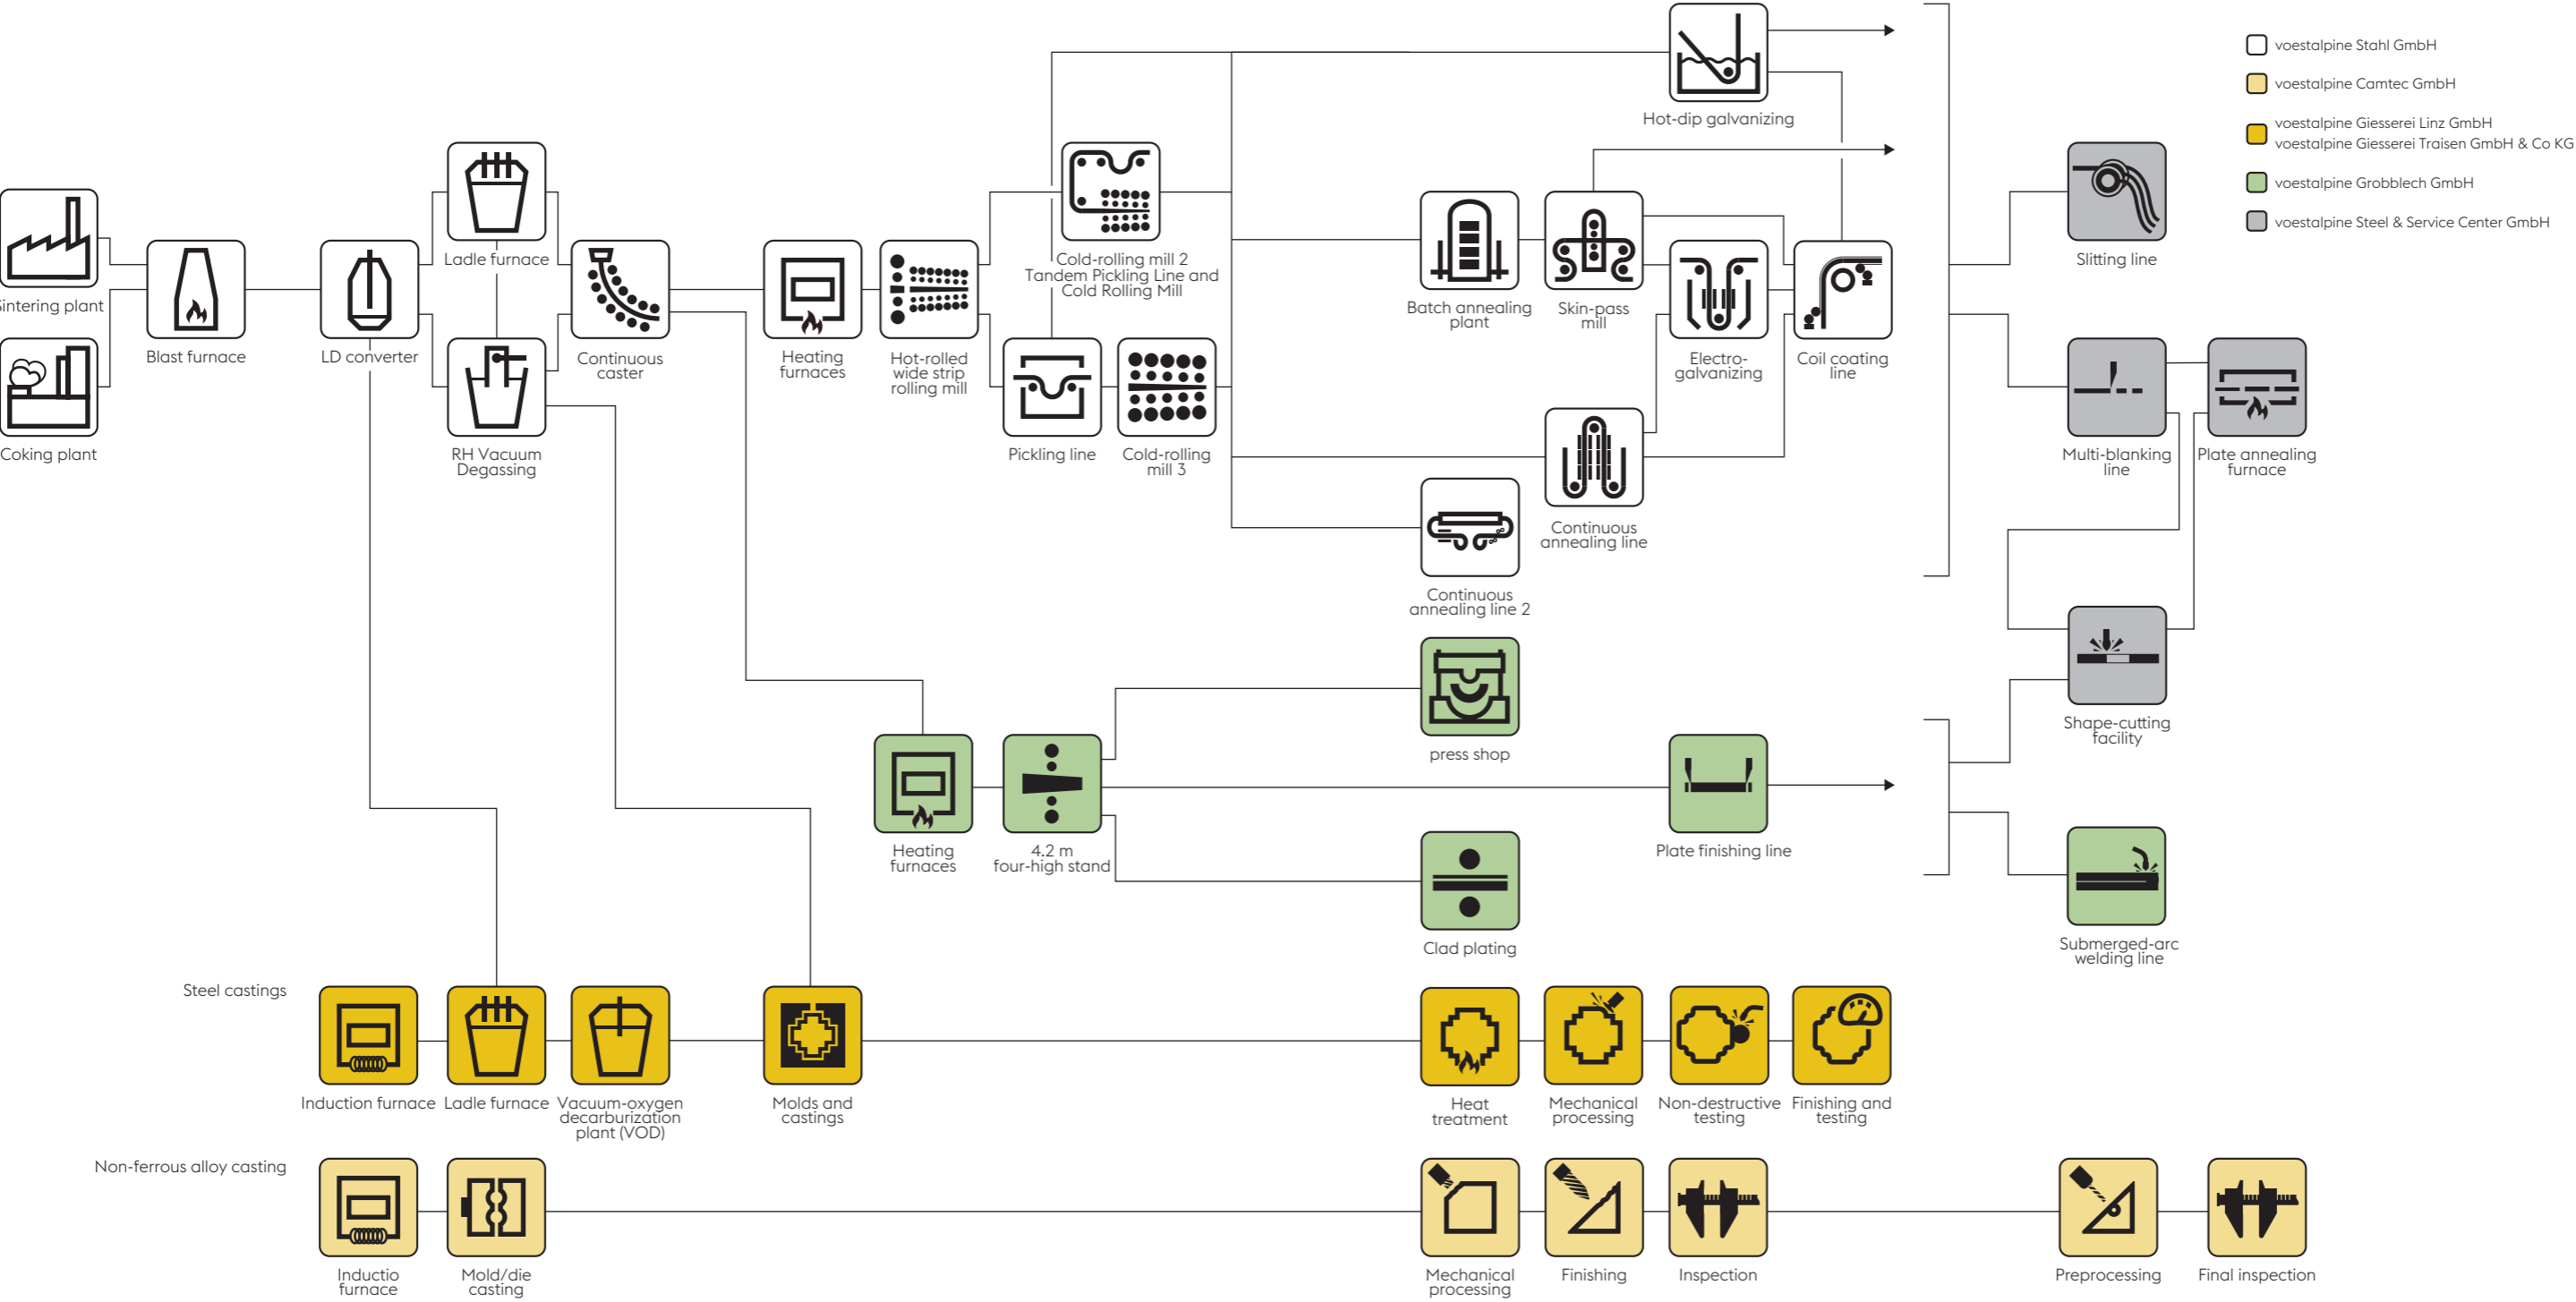 Hot-dip galvanizing
voestalpine Stahl GmbH
voestalpine Camtec GmbH
voestalpine Giesserei Linz GmbH
voestalpine Giesserei Traisen GmbH & Co KG
voestalpine Grobblech GmbH
voestalpine Steel & Service Center GmbH
Sintering plant
Coking plant
Blast furnace
LD converter
Ladle furnace
RH Vacuum
Degassing
Continuous
caster
Heating
furnaces
Hot-rolled
wide strip
rolling mill
Cold-rolling mill 2
Tandem Pickling Line and
Cold Rolling Mill
Pickling line
Cold-rolling
mill 3
Batch annealing
plant
Skin-pass
mill
Electro-
galvanizing
Coil coating
line
Continuous
annealing line
Continuous
annealing line 2
Slitting line
Multi-blanking
line
Plate annealing
furnace
Shape-cutting
facility
press shop
Heating
furnaces
4.2 m
four-high stand
Plate finishing line
Clad plating
Submerged-arc
welding line
Steel castings
Induction furnace
Ladle furnace
Vacuum-oxygen
decarburization
plant (VOD)
Molds and
castings
Heat
treatment
Mechanical
processing
Non-destructive
testing
Finishing and
testing
Non-ferrous alloy casting
Inductio
furnace
Mold/die
casting
Mechanical
processing
Finishing
Inspection
Preprocessing
Final inspection